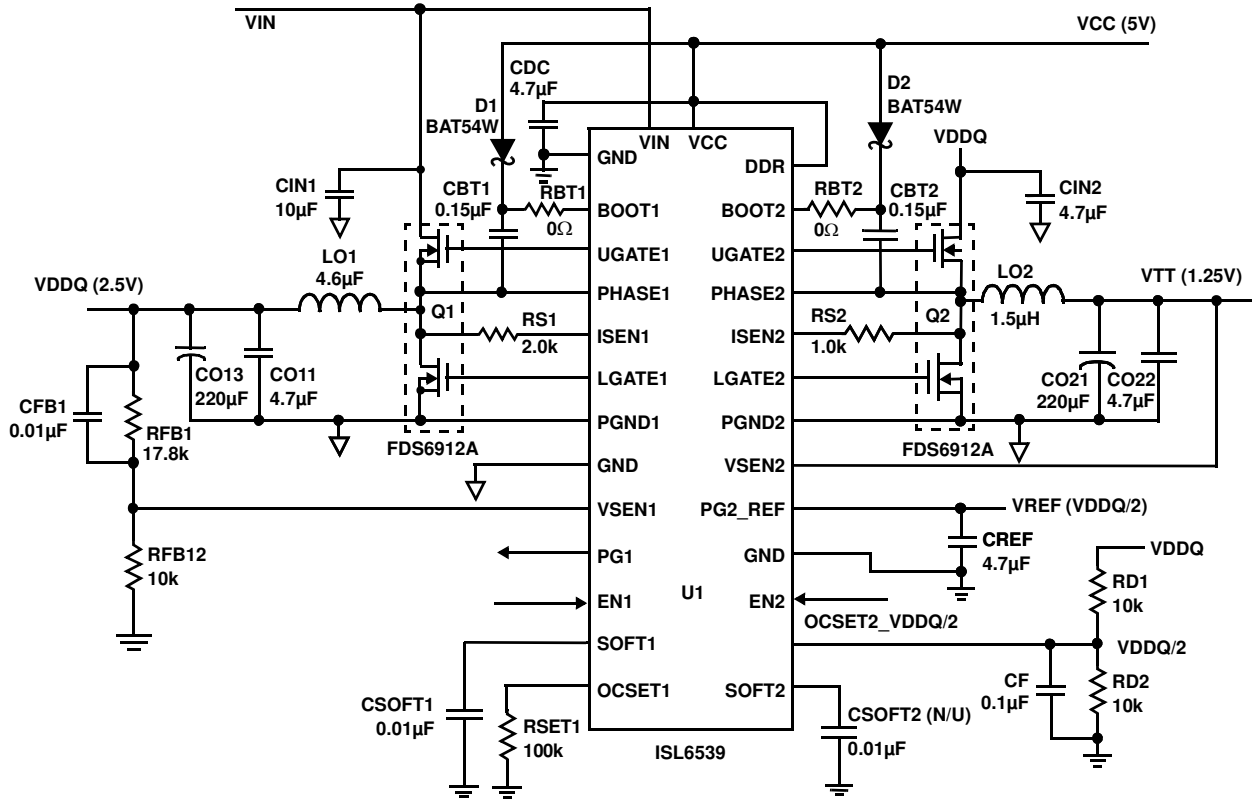 VIN
VCC (5V)
CDC
4.7µF
D1
BAT54W
D2
BAT54W
VDDQ
CIN1
10µF
CBT1
0.15µF
RBT1
0Ω
RBT2
0Ω
CBT2
0.15µF
CIN2
4.7µF
GND
VIN
VCC
DDR
BOOT1
BOOT2
UGATE1
UGATE2
PHASE1
PHASE2
ISEN1
ISEN2
LGATE1
LGATE2
PGND1
PGND2
GND
VSEN2
VSEN1
PG2_REF
PG1
GND
EN1
U1
EN2
SOFT1
OCSET1
SOFT2
ISL6539
VDDQ (2.5V)
LO1
4.6µF
Q1
RS1
2.0k
RS2
1.0k
Q2
LO2
1.5µH
VTT (1.25V)
CO13
220µF
CO11
4.7µF
CFB1
0.01µF
RFB1
17.8k
FDS6912A
FDS6912A
CO21
220µF
CO22
4.7µF
RFB12
10k
VREF (VDDQ/2)
CREF
4.7µF
VDDQ
RD1
10k
OCSET2_VDDQ/2
VDDQ/2
CF
0.1µF
RD2
10k
CSOFT1
0.01µF
RSET1
100k
CSOFT2 (N/U)
0.01µF